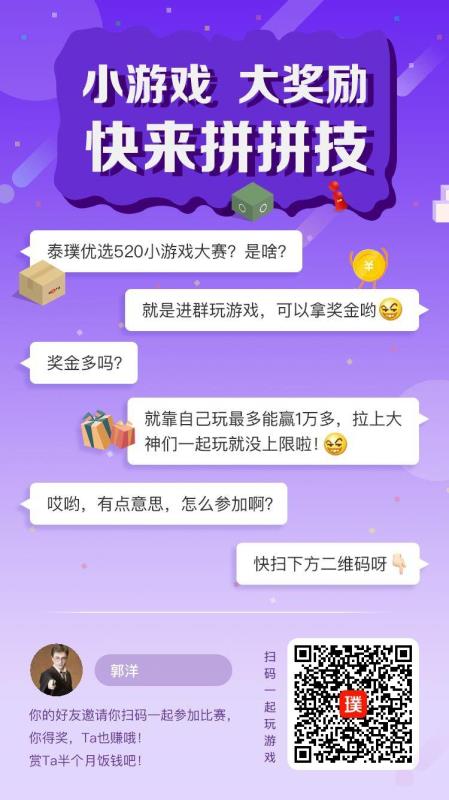 小游戏 大奖励
快来拼拼技
泰璞优选520小游戏大赛？是啥？
就是进群玩游戏，可以拿奖金哟
奖金多吗？
就靠自己玩最多能赢1万多，拉上大
神们一起玩就没上限啦！
哎哟，有点意思，怎么参加啊？
快扫下方二维码呀
郭洋
你的好友邀请你扫码一起参加比赛，
你得奖，Ta也赚哦！
赏Ta半个月饭钱吧！
扫码一起玩游戏
璞